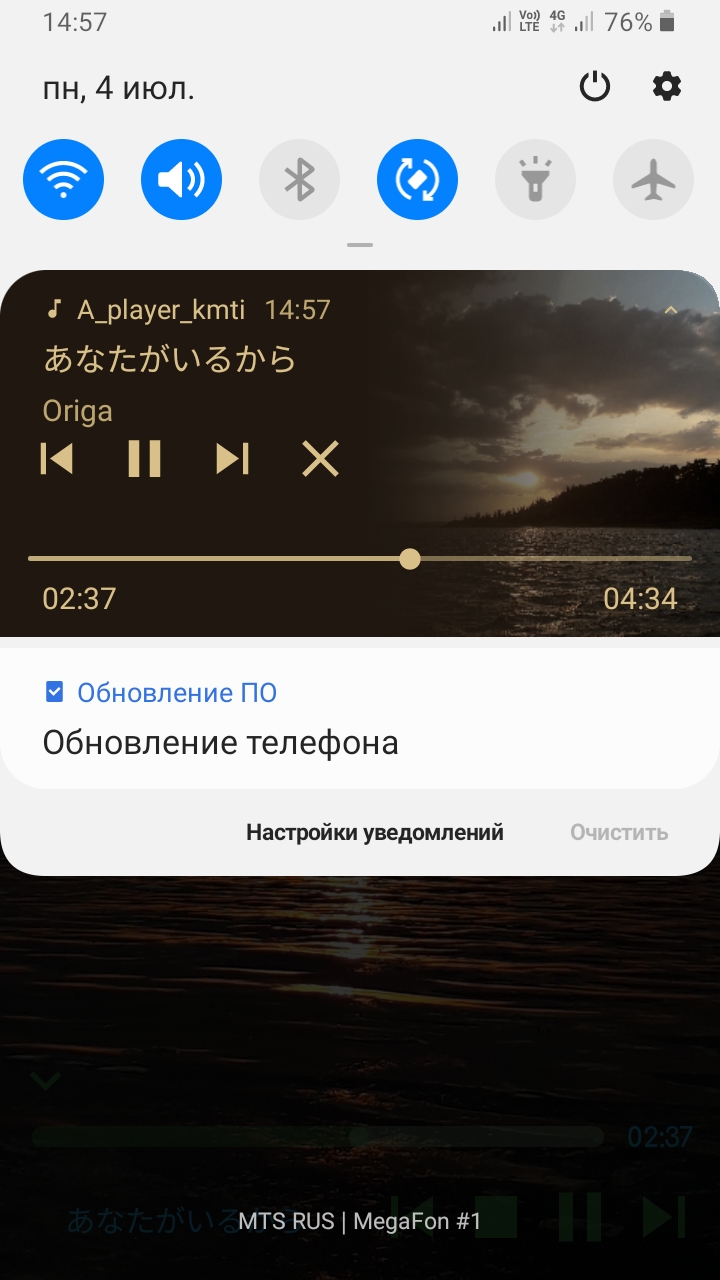 14:57 Vo)) LTE 4G 76%
пн, 4 июл.
A_player_kmti 14:57
あなたがいるから
Origa
02:37 04:34
Обновление ПО
Обновление телефона
Настройки уведомлений Очистить
02:37
あなたがいるから
MTS RUS | MegaFon #1